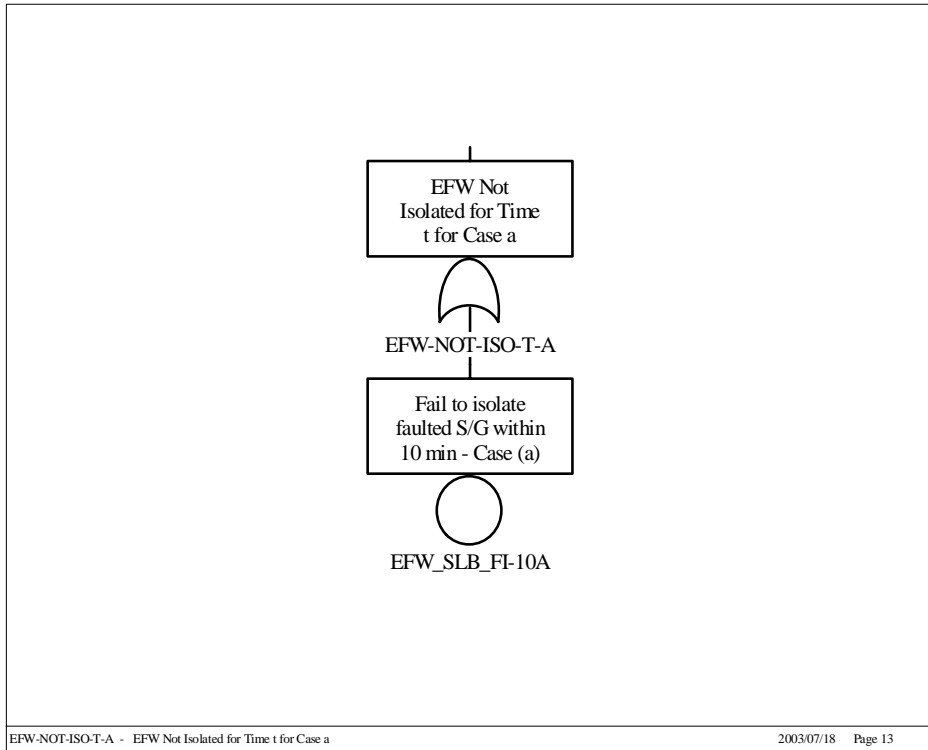 EFW Not
Isolated for Time
t for Case a
EFW-NOT-ISO-T-A
Fail to isolate
faulted S/G within
10 min - Case (a)
EFW_SLB_FI-10A
EFW-NOT-ISO-T-A - EFW Not Isolated for Time t for Case a 2003/07/18 Page 13